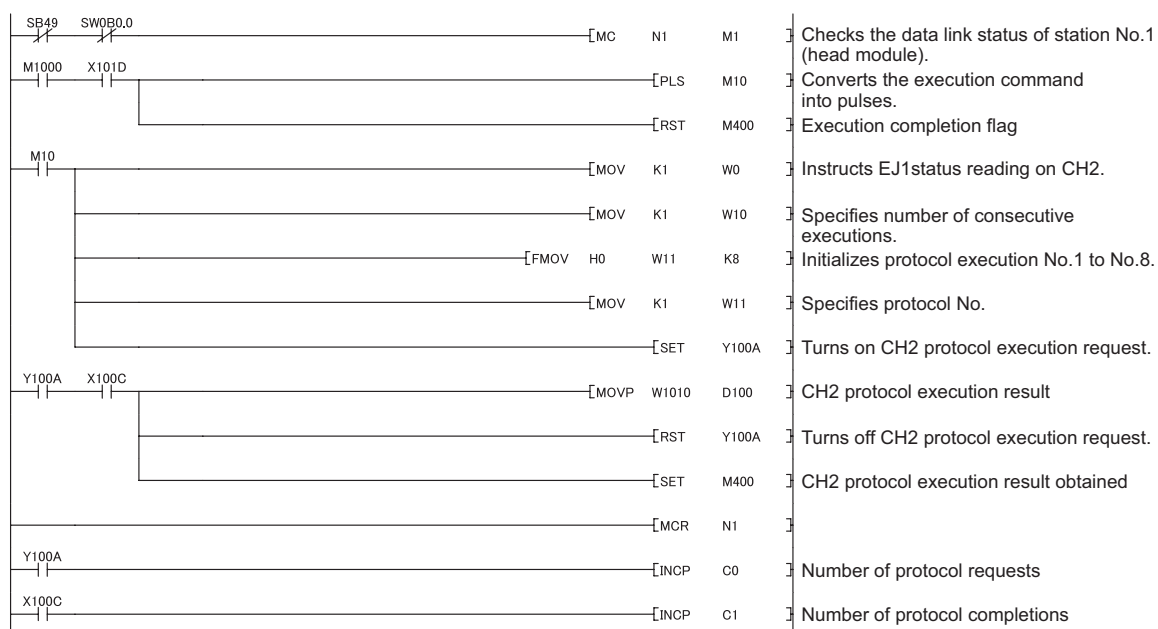 SB49 SW0B0.0
MC N1 M1 Checks the data link status of station No.1
(head module).
M1000 X101D
PLS M10 Converts the execution command
into pulses.
RST M400 Execution completion flag
M10
MOV K1 W0 Instructs EJ1status reading on CH2.
MOV K1 W10 Specifies number of consecutive
executions.
FMOV H0 W11 K8 Initializes protocol execution No.1 to No.8.
MOV K1 W11 Specifies protocol No.
SET Y100A Turns on CH2 protocol execution request.
Y100A X100C
MOVP W1010 D100 CH2 protocol execution result
RST Y100A Turns off CH2 protocol execution request.
SET M400 CH2 protocol execution result obtained
MCR N1
Y100A
INCP C0 Number of protocol requests
X100C
INCP C1 Number of protocol completions